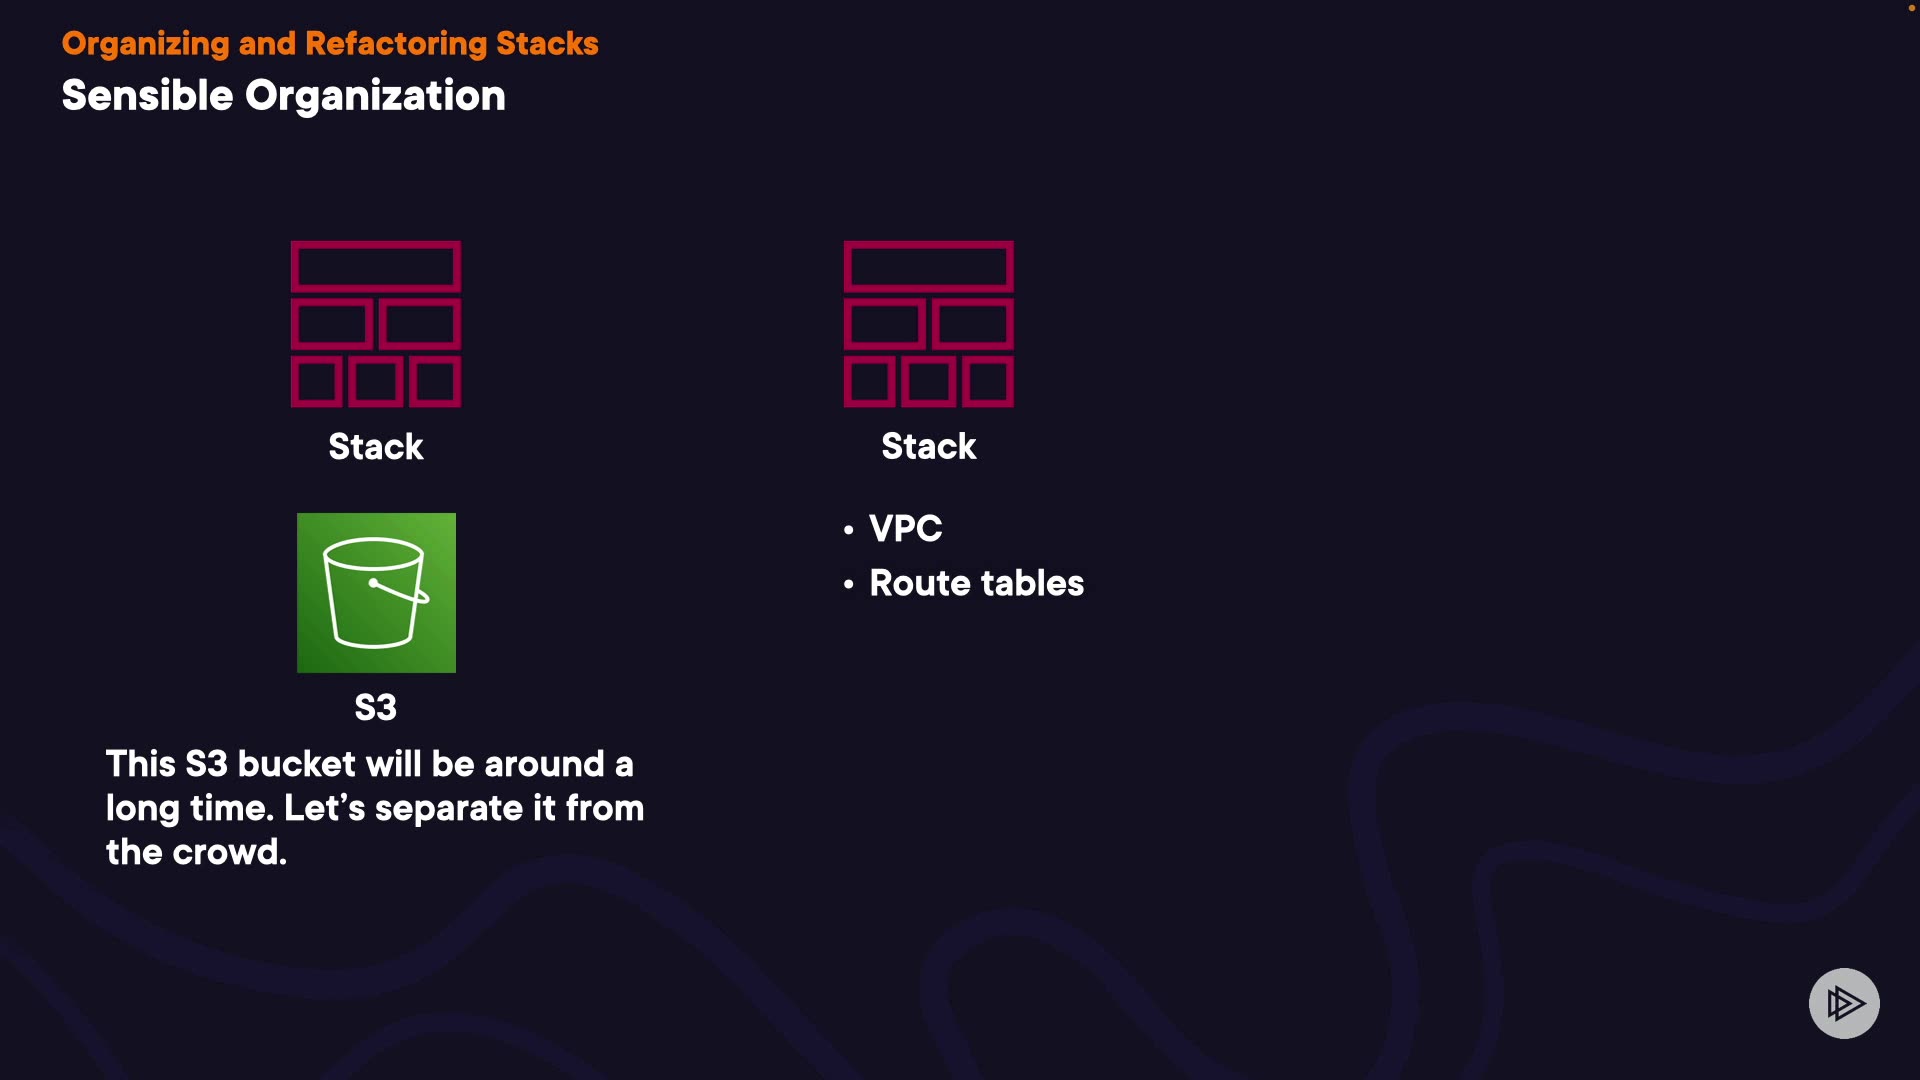 Organizing and Refactoring Stacks
Sensible Organization
Stack
Stack
S3
This S3 bucket will be around a
long time. Let’s separate it from
the crowd.
• VPC
• Route tables